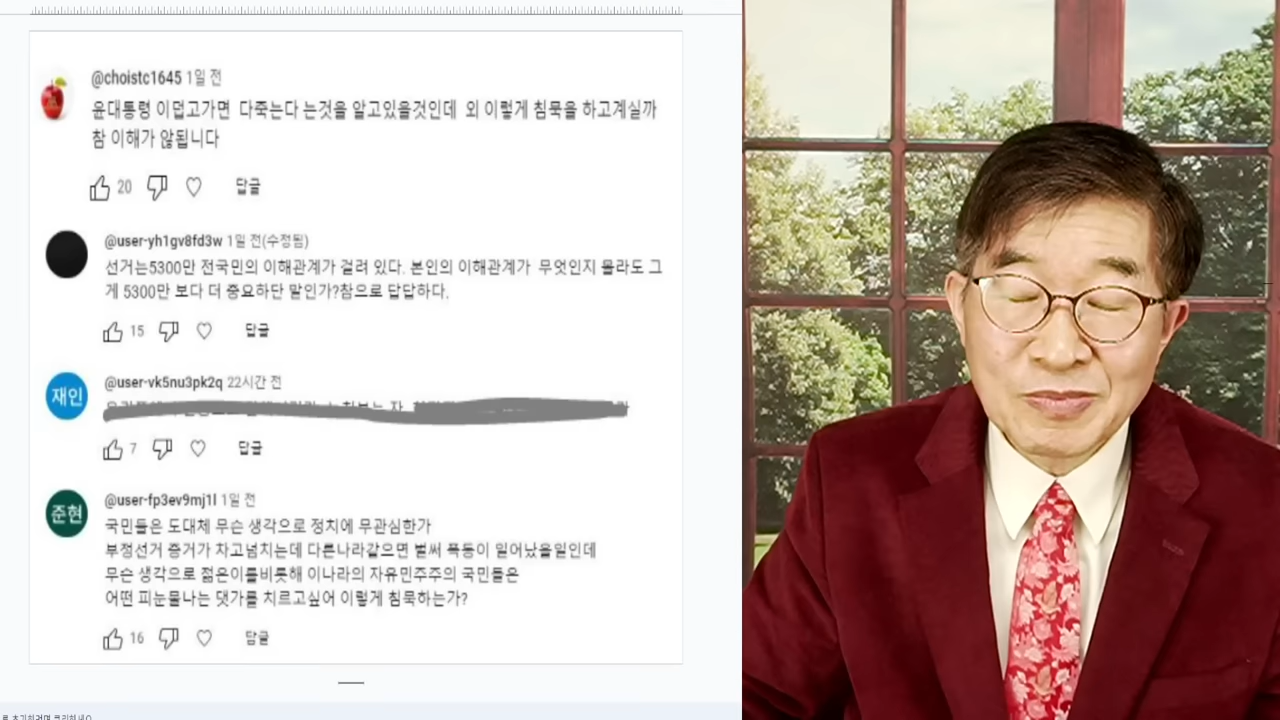 @choistc1645 1일 전
윤대통령 이덥고가면 다죽는다 는것을 알고있을것인데 외 이렇게 침묵을 하고계실까
참 이해가 않됩니다
20 답글
@user-yh1gv8fd3w 1일 전(수정됨)
선거는5300만 전국민의 이해관계가 걸려 있다. 본인의 이해관계가 무엇인지 몰라도 그
게 5300만 보다 더 중요하단 말인가?참으로 답답하다.
15 답글
재인
@user-vk5nu3pk2q 22시간 전
7 답글
준현
@user-fp3ev9mj1l 1일 전
국민들은 도대체 무슨 생각으로 정치에 무관심한가
부정선거 증거가 차고넘치는데 다른나라같으면 벌써 폭동이 일어났을일인데
무슨 생각으로 젊은이를비롯해 이나라의 자유민주주의 국민들은
어떤 피눈물나는 댓가를 치르고싶어 이렇게 침묵하는가?
16 답글